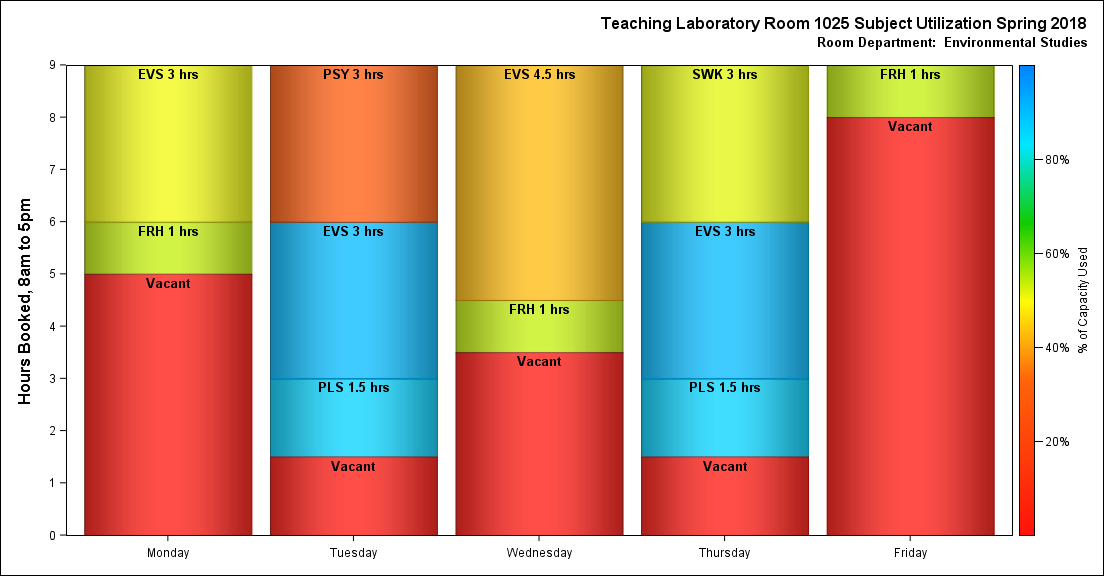 Teaching Laboratory Room 1025 Subject Utilization Spring 2018
Room Department:  Environmental Studies
Hours Booked, 8am to 5pm
9
8
7
6
5
4
3
2
1
0
EVS 3 hrs
FRH 1 hrs
Vacant
PSY 3 hrs
EVS 3 hrs
PLS 1.5 hrs
Vacant
EVS 4.5 hrs
FRH 1 hrs
Vacant
SWK 3 hrs
EVS 3 hrs
PLS 1.5 hrs
Vacant
FRH 1 hrs
Vacant
Monday
Tuesday
Wednesday
Thursday
Friday
80%
60%
40%
20%
% of Capacity Used